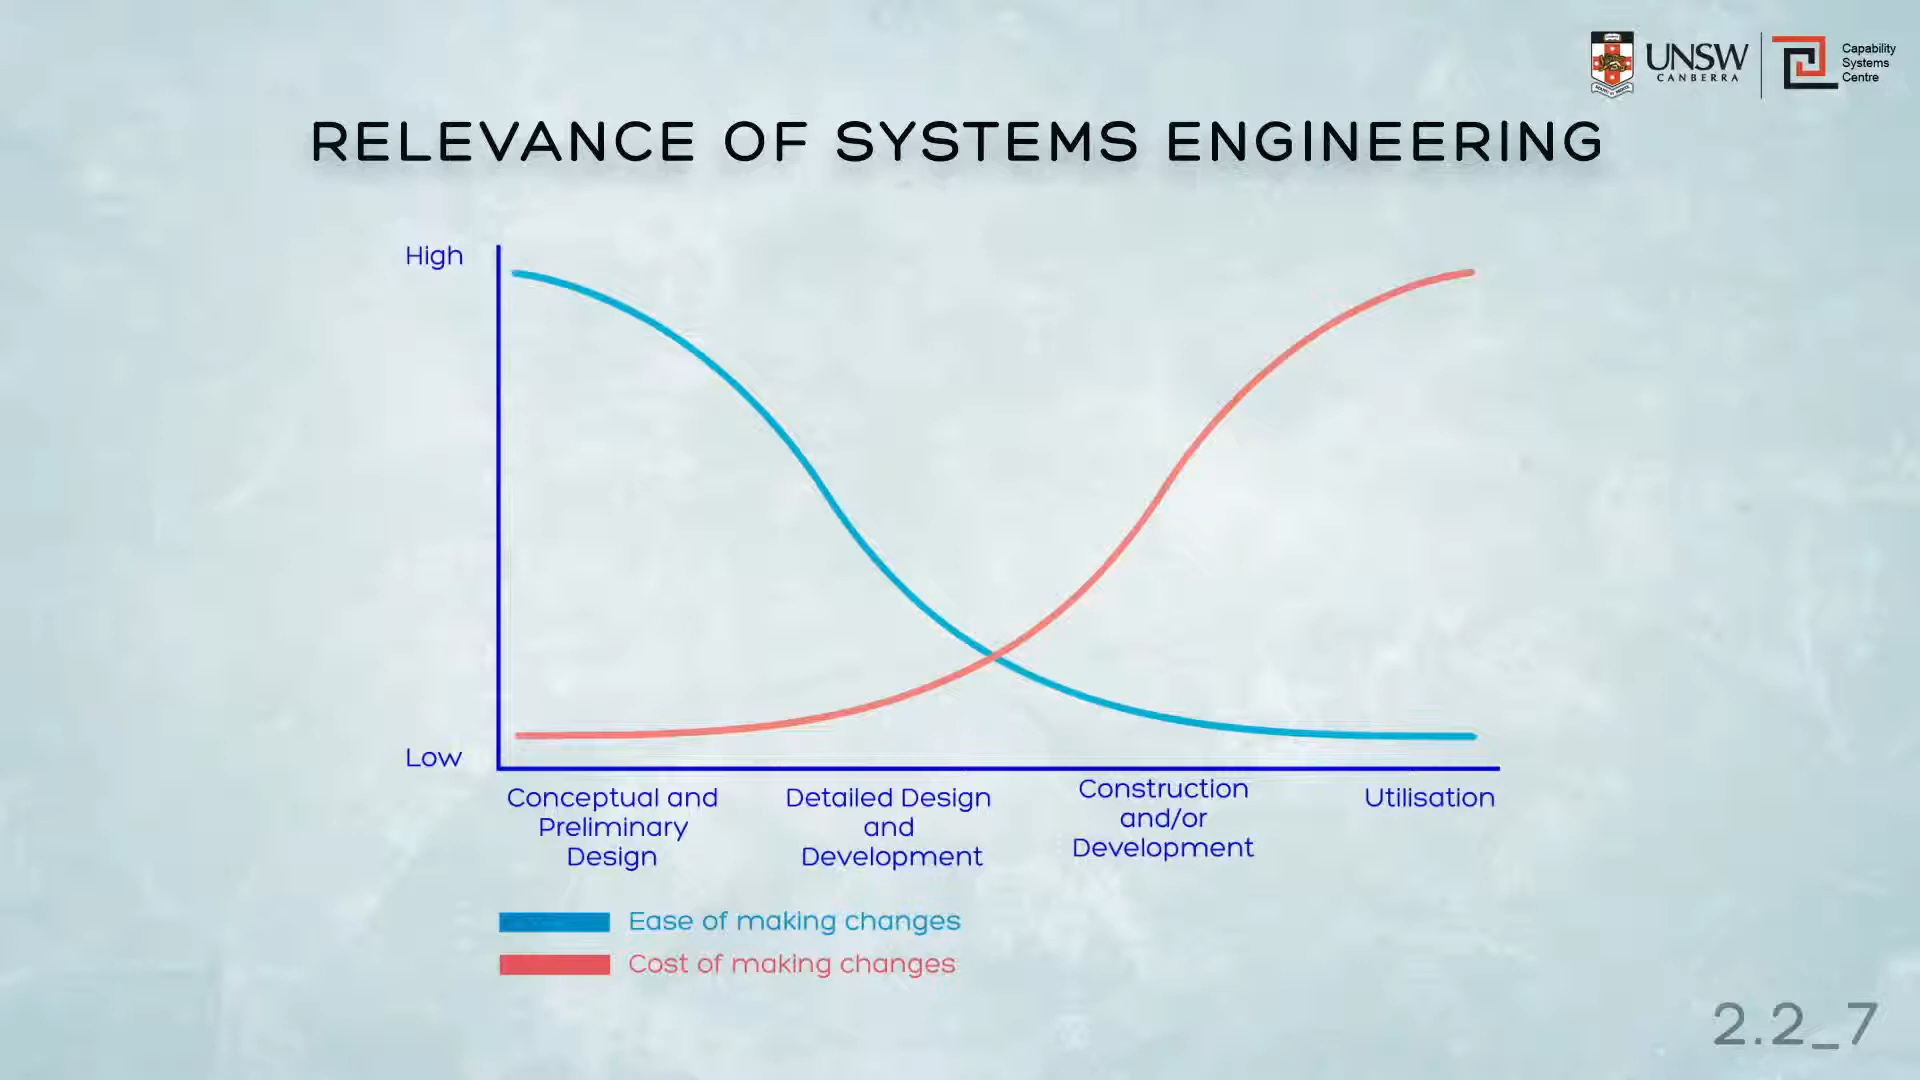 UNSW
CANBERRA
Capability
Systems
Centre
RELEVANCE OF SYSTEMS ENGINEERING
High
Low
Conceptual and
Preliminary
Design
Detailed Design
and
Development
Construction
and/or
Development
Utilisation
Ease of making changes
Cost of making changes
2.2_7